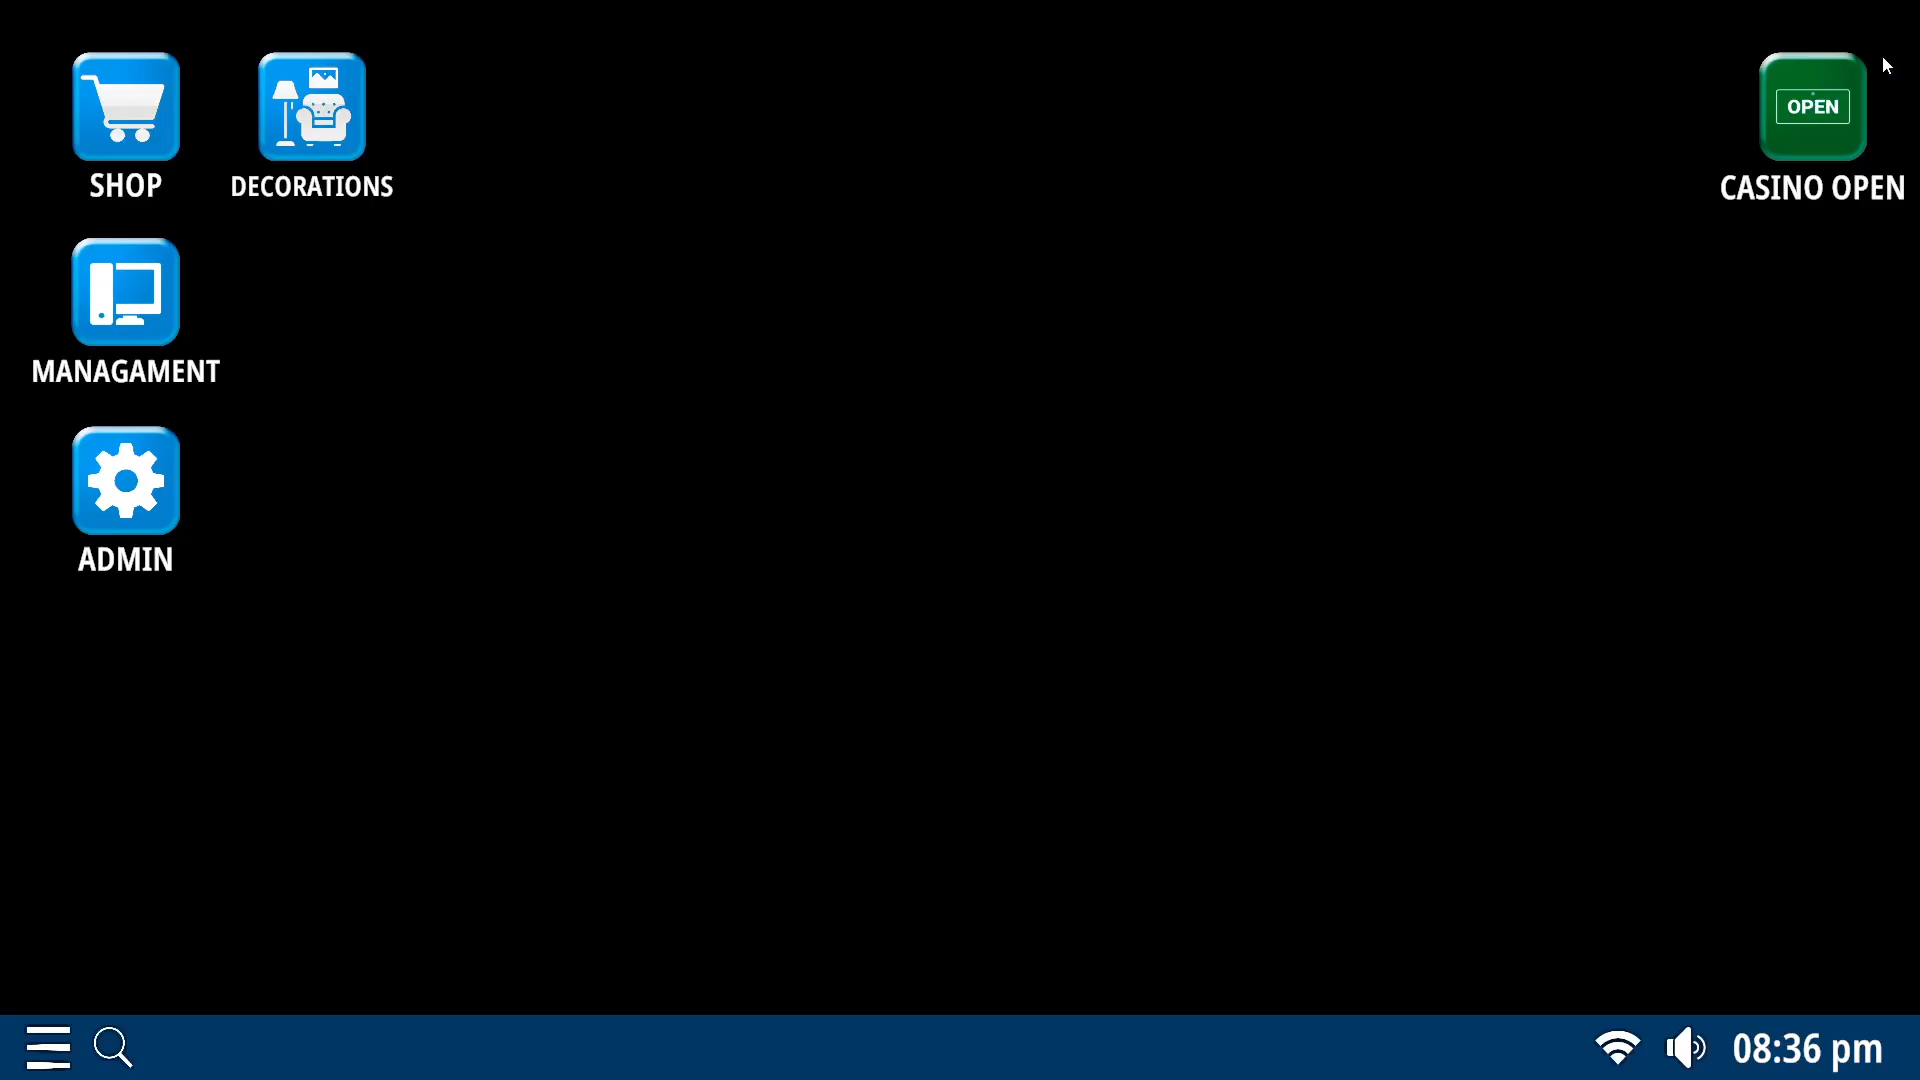 SHOP
DECORATIONS
OPEN
CASINO OPEN
MANAGAMENT
ADMIN
08:36 pm